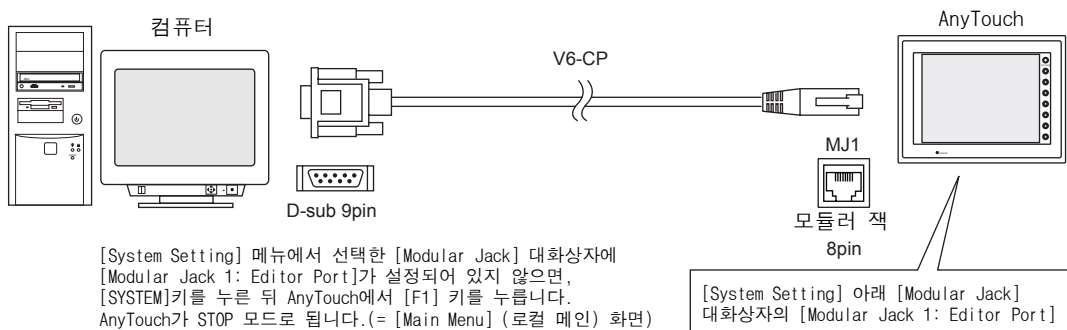 컴퓨터
AnyTouch
V6-CP
MJ1
D-sub 9pin
모듈러 잭
8pin
[System Setting] 메뉴에서 선택한 [Modular Jack] 대화상자에
[Modular Jack 1: Editor Port]가 설정되어 있지 않으면,
[SYSTEM]키를 누른 뒤 AnyTouch에서 [F1] 키를 누릅니다.
AnyTouch가 STOP 모드로 됩니다.(= [Main Menu] (로컬 메인) 화면)
[System Setting] 아래 [Modular Jack]
대화상자의 [Modular Jack 1: Editor Port]